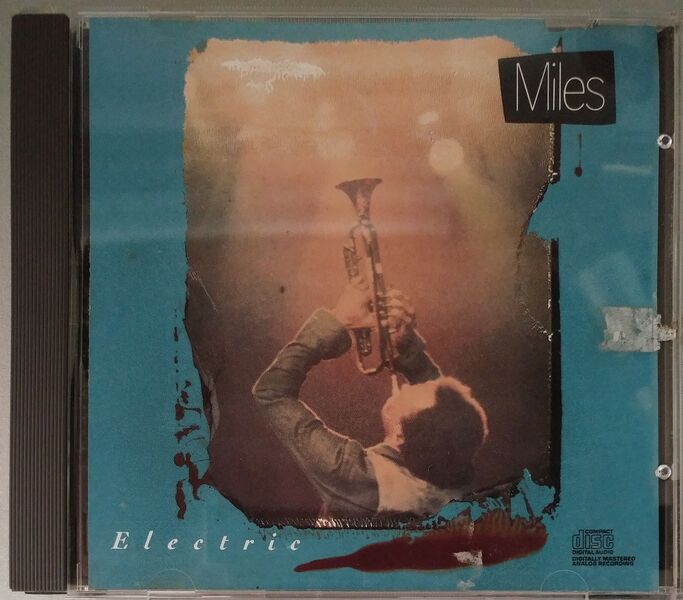 Miles
Electric
COMPACT
disc
DIGITAL AUDIO
DIGITALLY MASTERED
ANALOG RECORDING